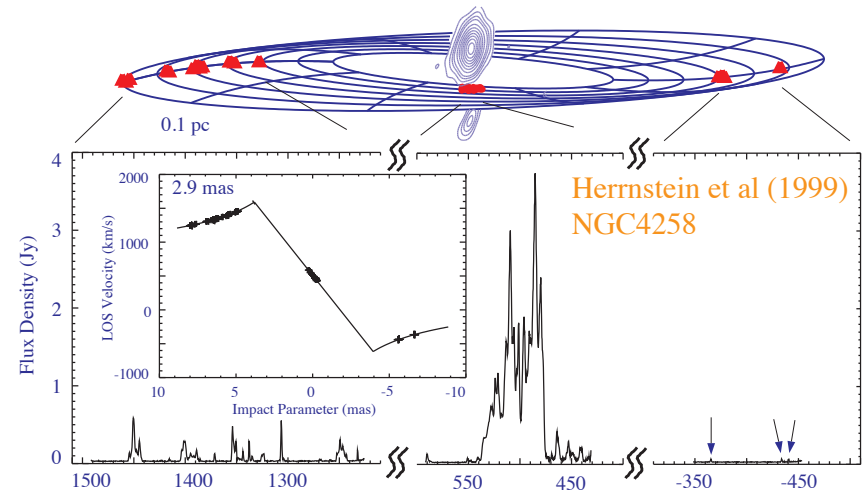 0.1 pc
4
3
2
1
0
Flux Density (Jy)
Herrnstein et al (1999)
NGC4258
2.9 mas
2000
1000
0
-1000
LOS Velocity (km/s)
10 5 0 -5 -10
Impact Parameter (mas)
1500 1400 1300 550 450 -350 -450